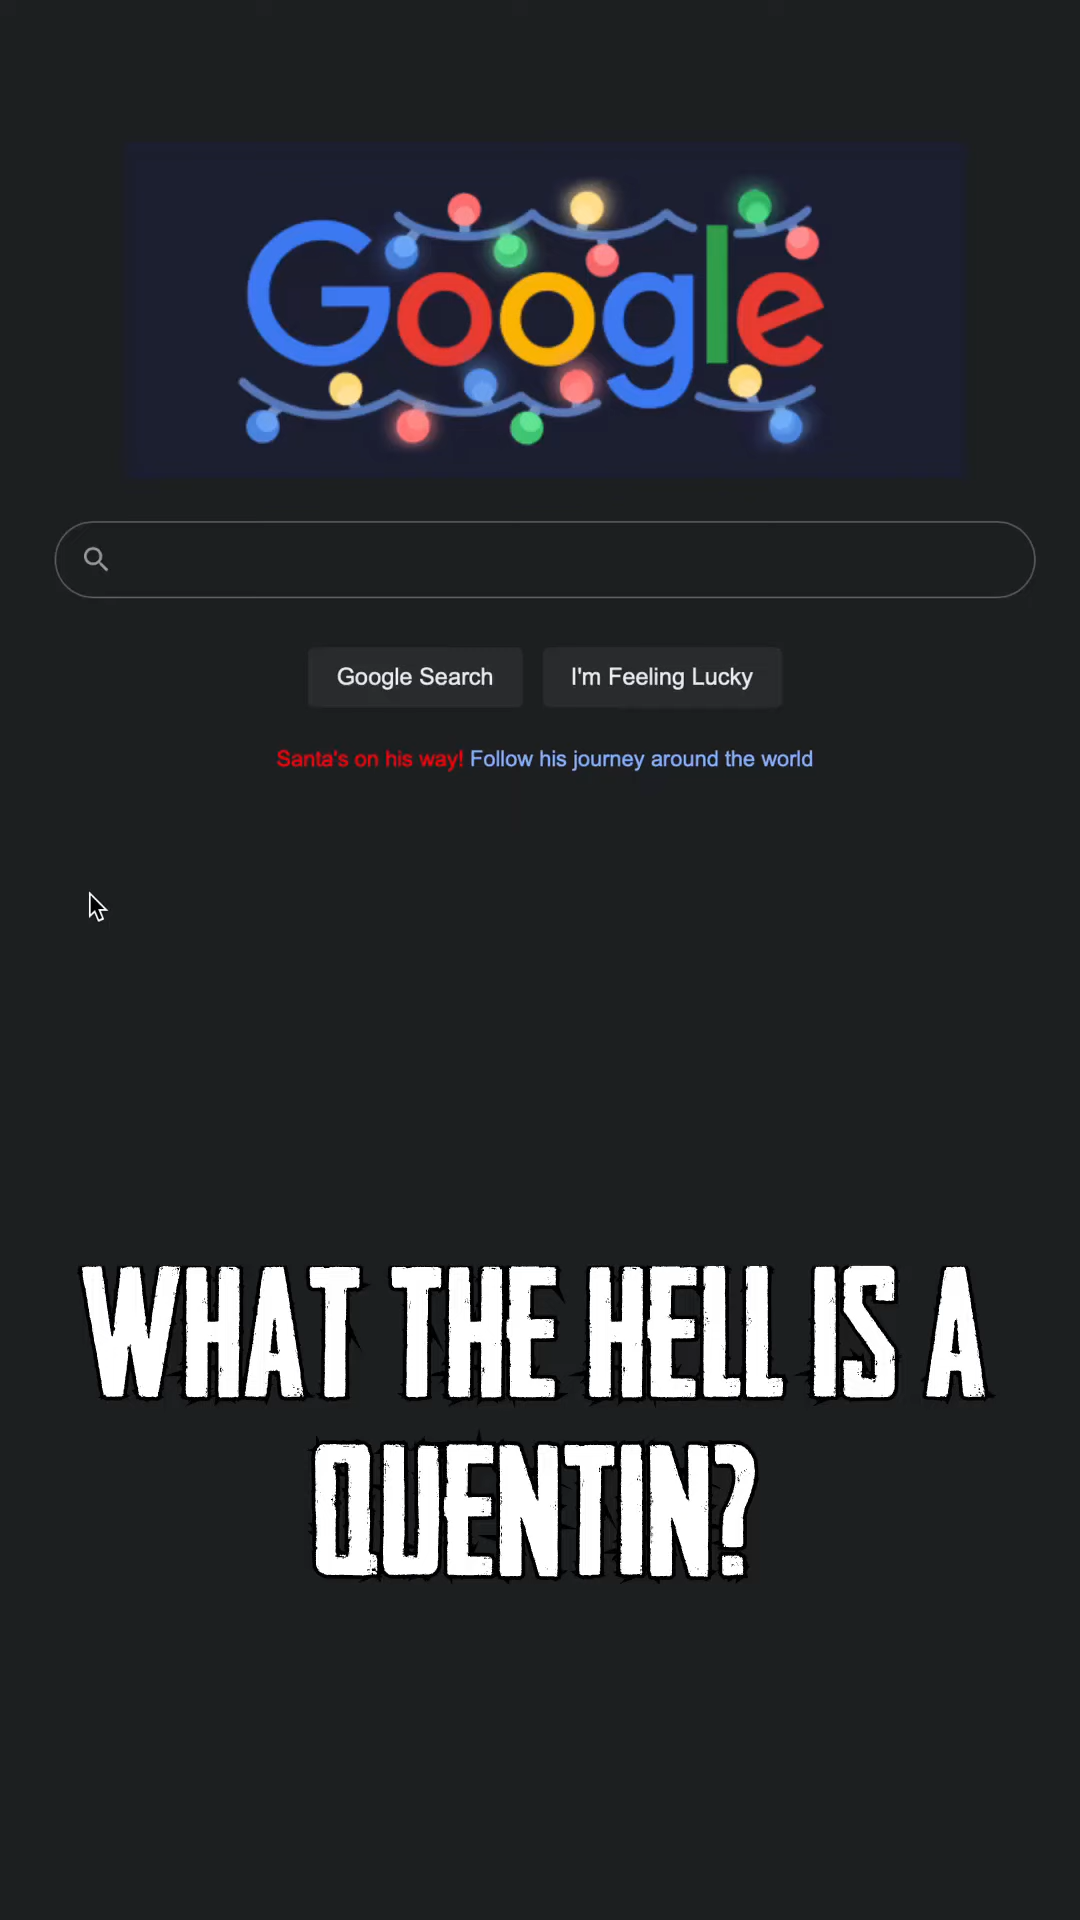 Google
Google Search
I'm Feeling Lucky
Santa's on his way! Follow his journey around the world
WHAT THE HELL IS A
QUENTIN?